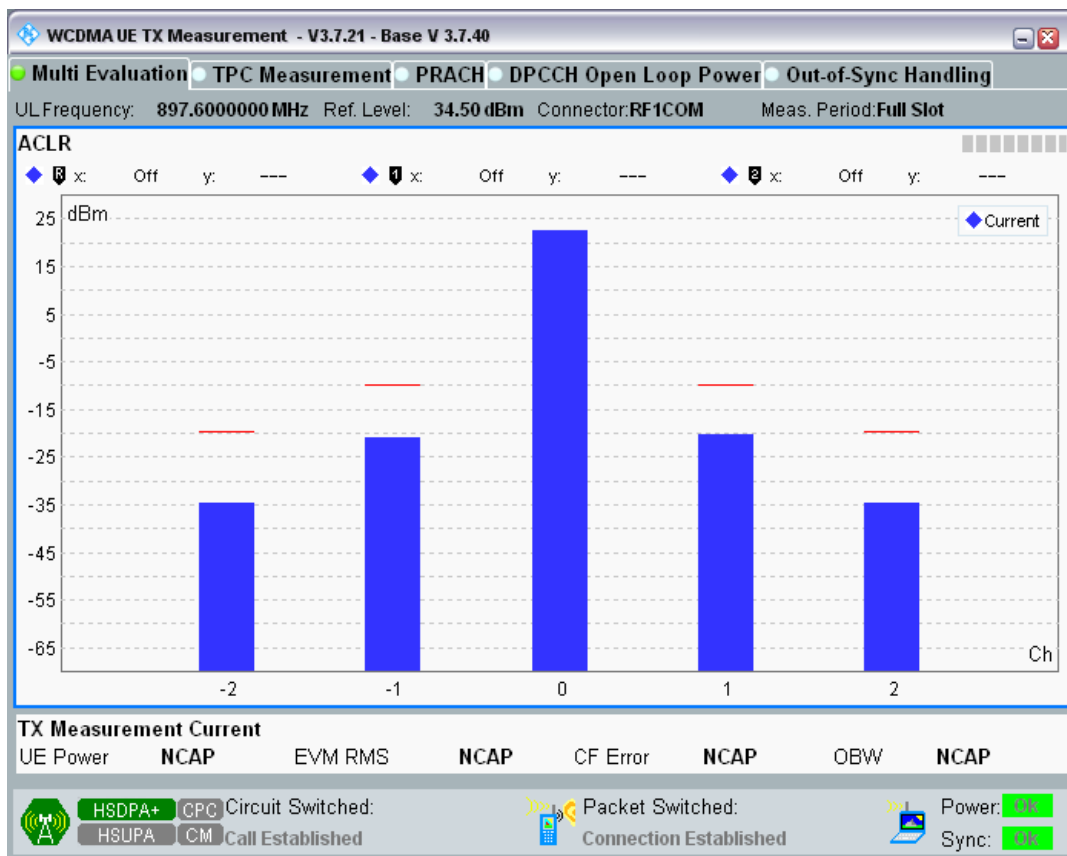 WCDMA UE TX Measurement - V3.7.21 - Base V 3.7.40
Multi Evaluation TPC Measurement PRACH DPCCH Open Loop Power Out-of-Sync Handling
UL Frequency: 897.6000000 MHz Ref. Level: 34.50 dBm Connector:RF1COM Meas. Period:Full Slot
ACLR
R x: Off y: --- 1 x: Off y: --- 2 x: Off y: ---
dBm
Current
25
15
5
-5
-15
-25
-35
-45
-55
-65
Ch
-2 -1 0 1 2
TX Measurement Current
UE Power NCAP EVM RMS NCAP CF Error NCAP OBW NCAP
HSDPA+ CPC Circuit Switched: Packet Switched: Power: Ok
HSUPA CM Call Established Connection Established Sync: Ok